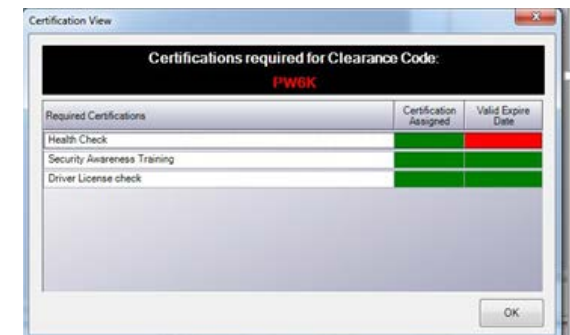 Certification View
Certifications required for Clearance Code:
PW6K
Required Certifications
Certification Assigned
Valid Expire Date
Health Check
Security Awareness Training
Driver License check
OK